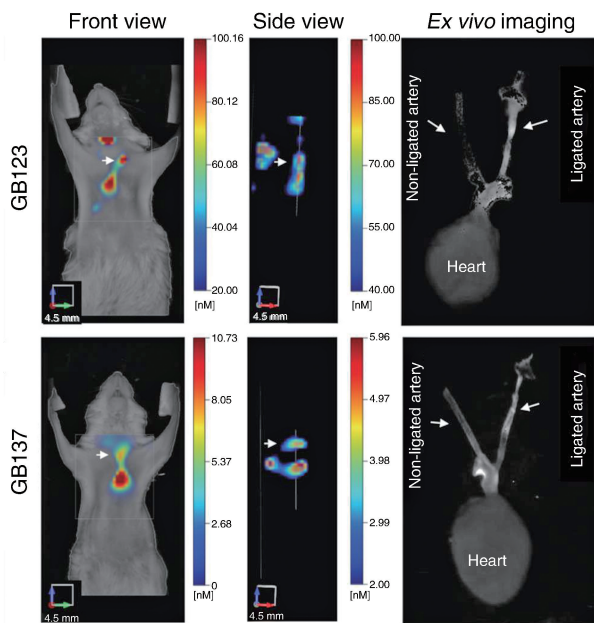 Front view
Side view
Ex vivo imaging
GB123
100.16
80.12
60.08
40.04
20.00
[nM]
4.5 mm
100.00
85.00
70.00
55.00
40.00
[nM]
4.5 mm
Non-ligated artery
Ligated artery
Heart
GB137
10.73
8.05
5.37
2.68
0
[nM]
4.5 mm
5.96
4.97
3.98
2.99
2.00
[nM]
4.5 mm
Non-ligated artery
Ligated artery
Heart